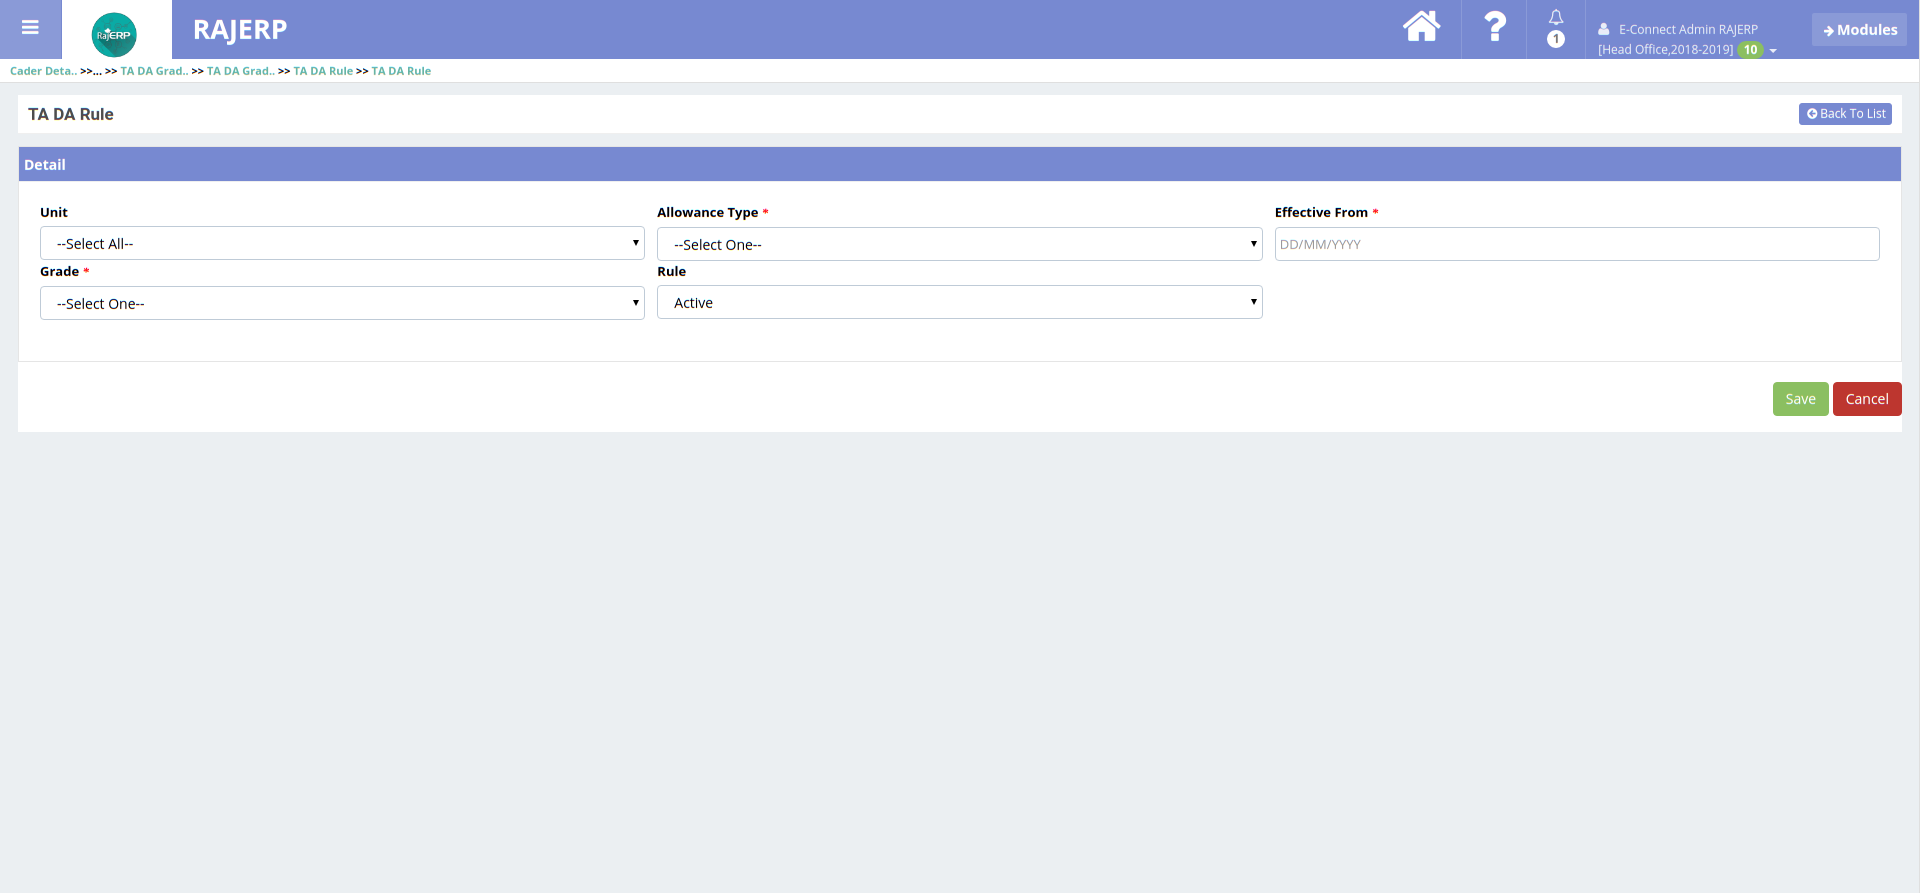 RajERP
RAJERP
1
E-Connect Admin RAJERP
[Head Office,2018-2019] 10
Modules
Cader Deta.. >>... >> TA DA Grad.. >> TA DA Grad.. >> TA DA Rule >> TA DA Rule
TA DA Rule
Back To List
Detail
Unit
Allowance Type *
Effective From *
--Select All--
--Select One--
DD/MM/YYYY
Grade *
Rule
--Select One--
Active
Save
Cancel